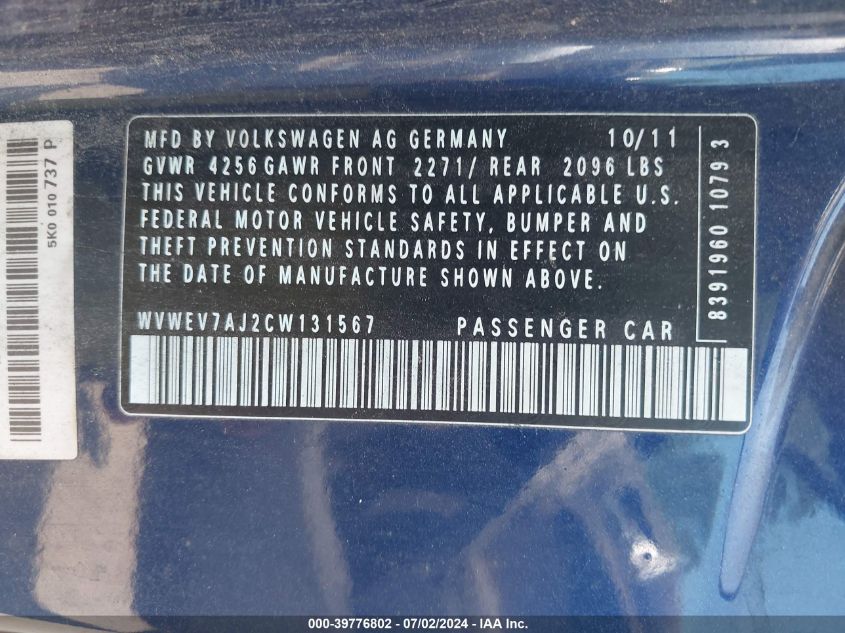 MFD BY VOLKSWAGEN AG GERMANY 10/11
GVWR 4256 GAWR FRONT 2271/ REAR 2096 LBS
THIS VEHICLE CONFORMS TO ALL APPLICABLE U.S.
FEDERAL MOTOR VEHICLE SAFETY, BUMPER AND
THEFT PREVENTION STANDARDS IN EFFECT ON
THE DATE OF MANUFACTURE SHOWN ABOVE.
WVWEV7AJ2CW131567 PASSENGER CAR
8391960 1079 3
5K0 010 737 P
000-39776802 - 07/02/2024 - IAA Inc.